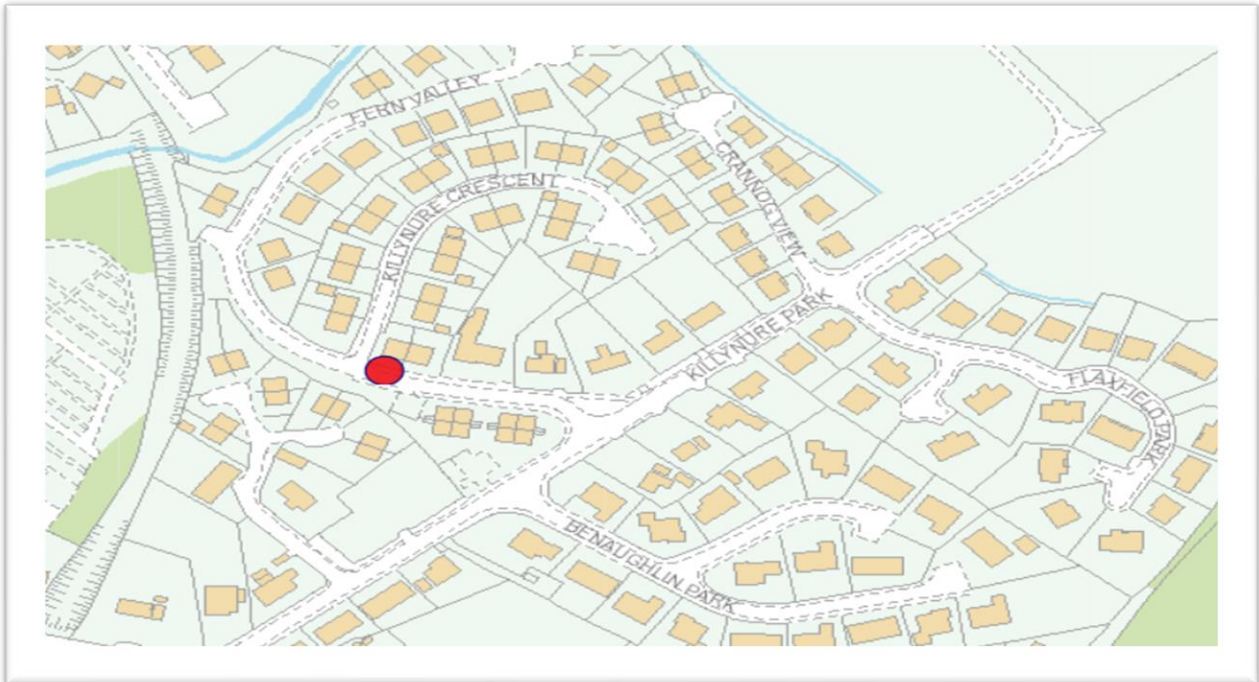 FERN VALLEY
CRANNOG VIEW
KILLYNURE CRESCENT
KILLYNURE PARK
FLAXFIELD PARK
BENAUGHLIN PARK